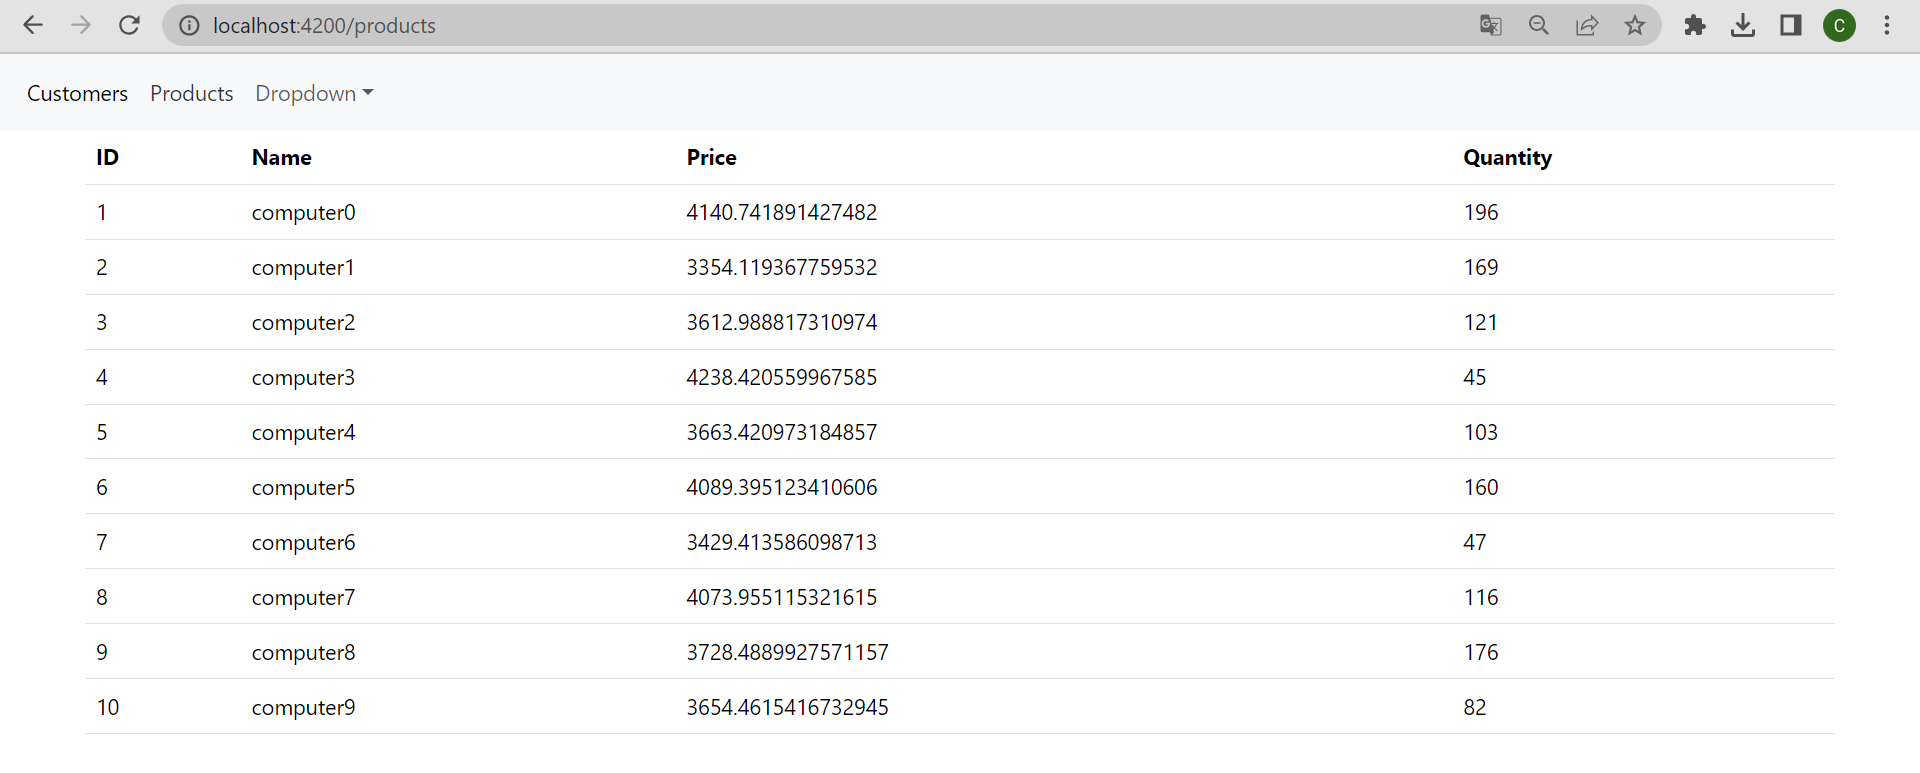 localhost:4200/products
C
Customers Products Dropdown
ID Name Price Quantity
1 computer0 4140.741891427482 196
2 computer1 3354.119367759532 169
3 computer2 3612.988817310974 121
4 computer3 4238.420559967585 45
5 computer4 3663.420973184857 103
6 computer5 4089.395123410606 160
7 computer6 3429.413586098713 47
8 computer7 4073.955115321615 116
9 computer8 3728.4889927571157 176
10 computer9 3654.4615416732945 82